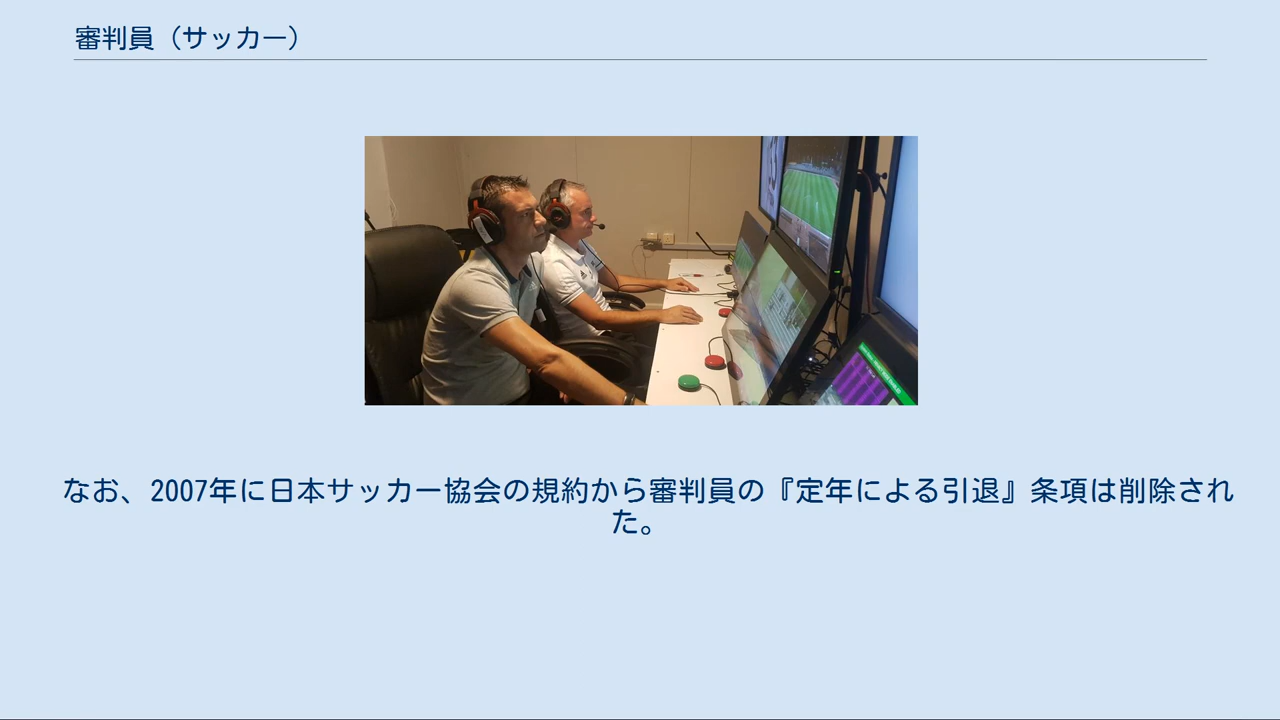 審判員（サッカー）
なお、2007年に日本サッカー協会の規約から審判員の『定年による引退』条項は削除され
た。